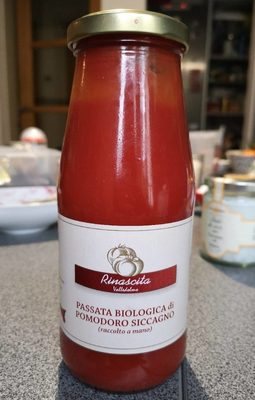 Rinascita
Valledolmo
PASSATA BIOLOGICA di
POMODORO SICCAGNO
(raccolto a mano)